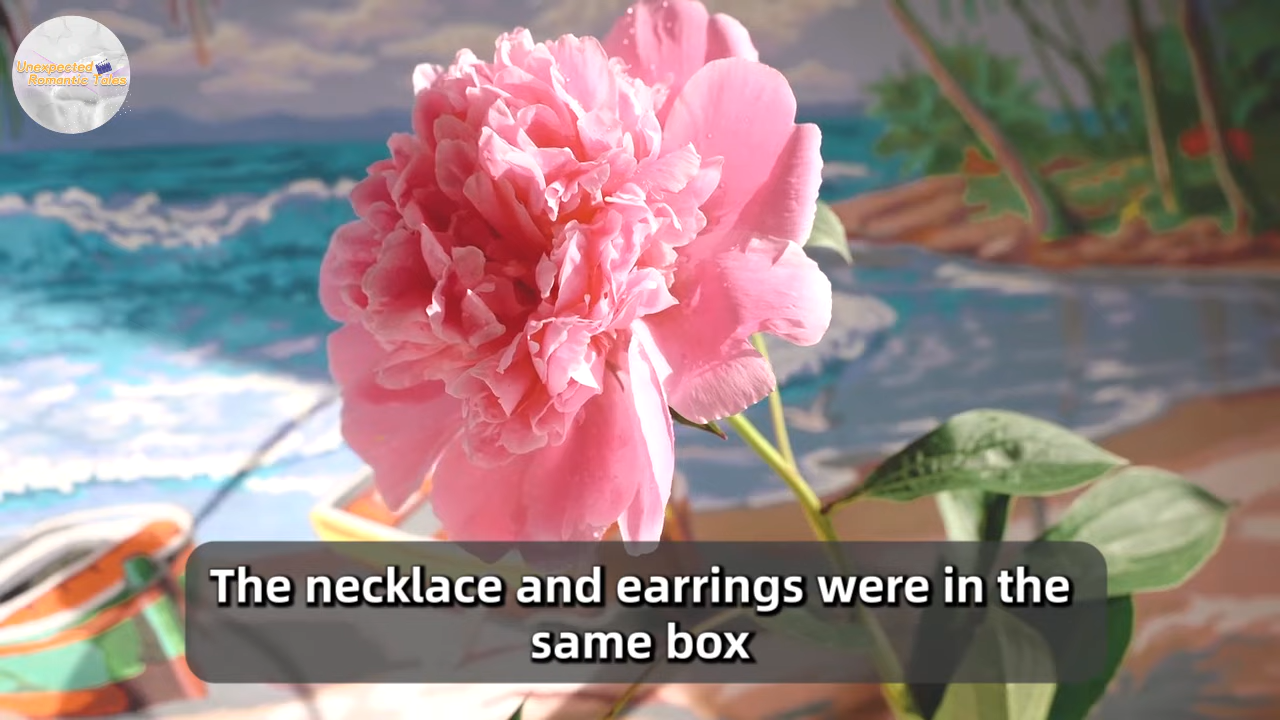 Unexpected
Romantic Tales
The necklace and earrings were in the
same box